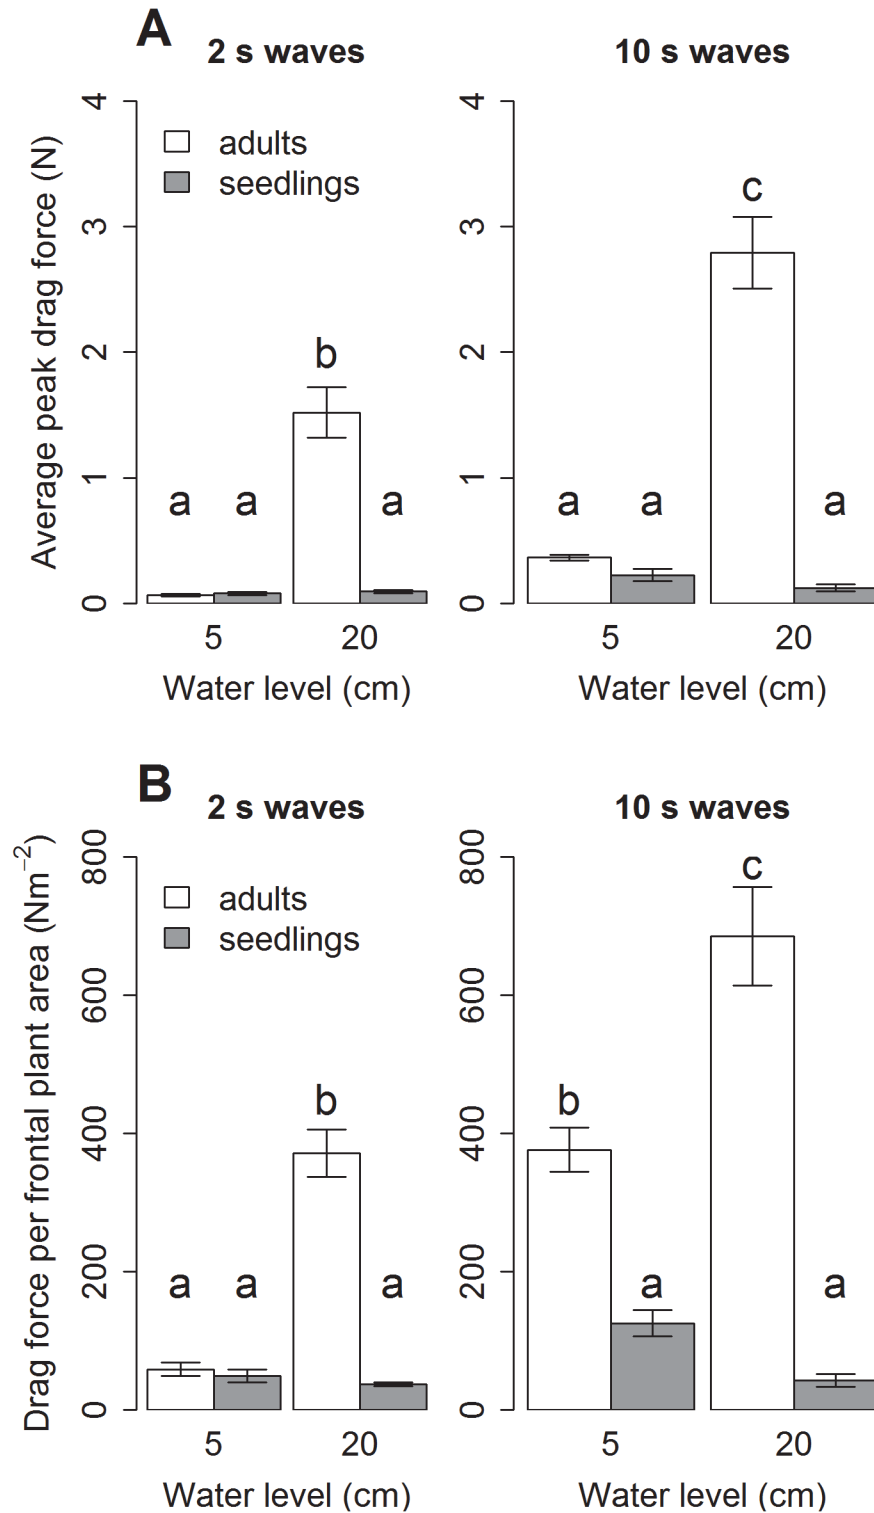 A
2 s waves
10 s waves
Average peak drag force (N)
0 1 2 3 4
adults
seedlings
a a b a
5 20
Water level (cm)
0 1 2 3 4
a a c a
5 20
Water level (cm)
B
2 s waves
10 s waves
Drag force per frontal plant area (Nm⁻²)
0 200 400 600 800
adults
seedlings
a a b a
5 20
Water level (cm)
0 200 400 600 800
b a c a
5 20
Water level (cm)